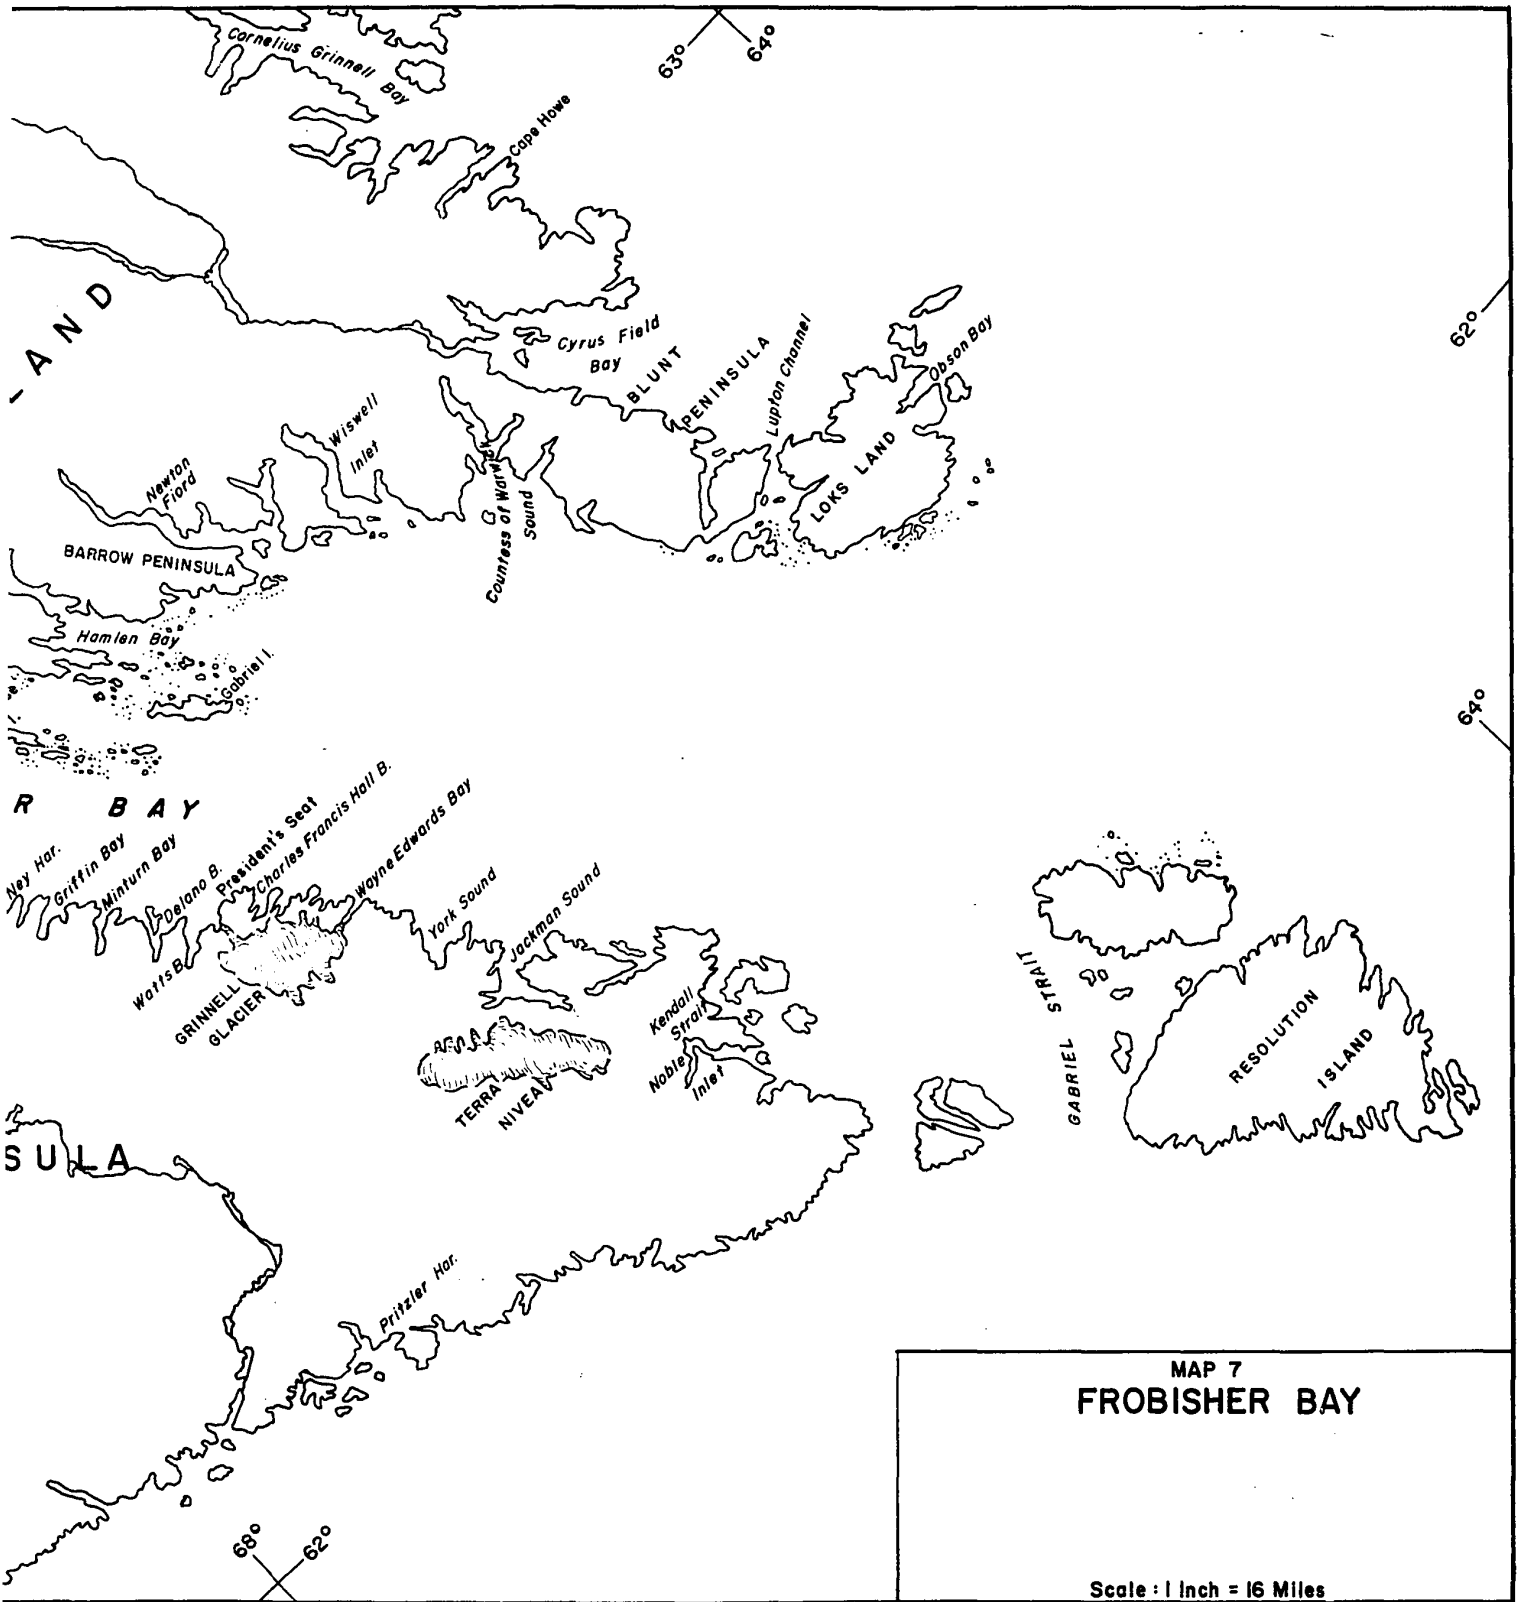 Cornelius Grinnell Bay
63° 64°
Cape Howe
62°
-AND
Cyrus Field
Bay
BLUNT
PENINSULA
Lupton Channel
Obson Bay
LOKS LAND
Wiswell
Inlet
Newton
Fiord
Countess of Warwick
Sound
BARROW PENINSULA
Hamlen Bay
Gabriel I.
64°
R BAY
Ney Har.
Griffin Bay
Minturn Bay
Delano B.
President's Seat
Charles Francis Hall B.
Wayne Edwards Bay
York Sound
Jackman Sound
Watts B.
GRINNELL
GLACIER
Kendall
Strait
Noble
Inlet
TERRA
NIVEA
GABRIEL STRAIT
RESOLUTION
ISLAND
SULA
Pritzler Har.
68° 62°
MAP 7
FROBISHER BAY
Scale : 1 Inch = 16 Miles